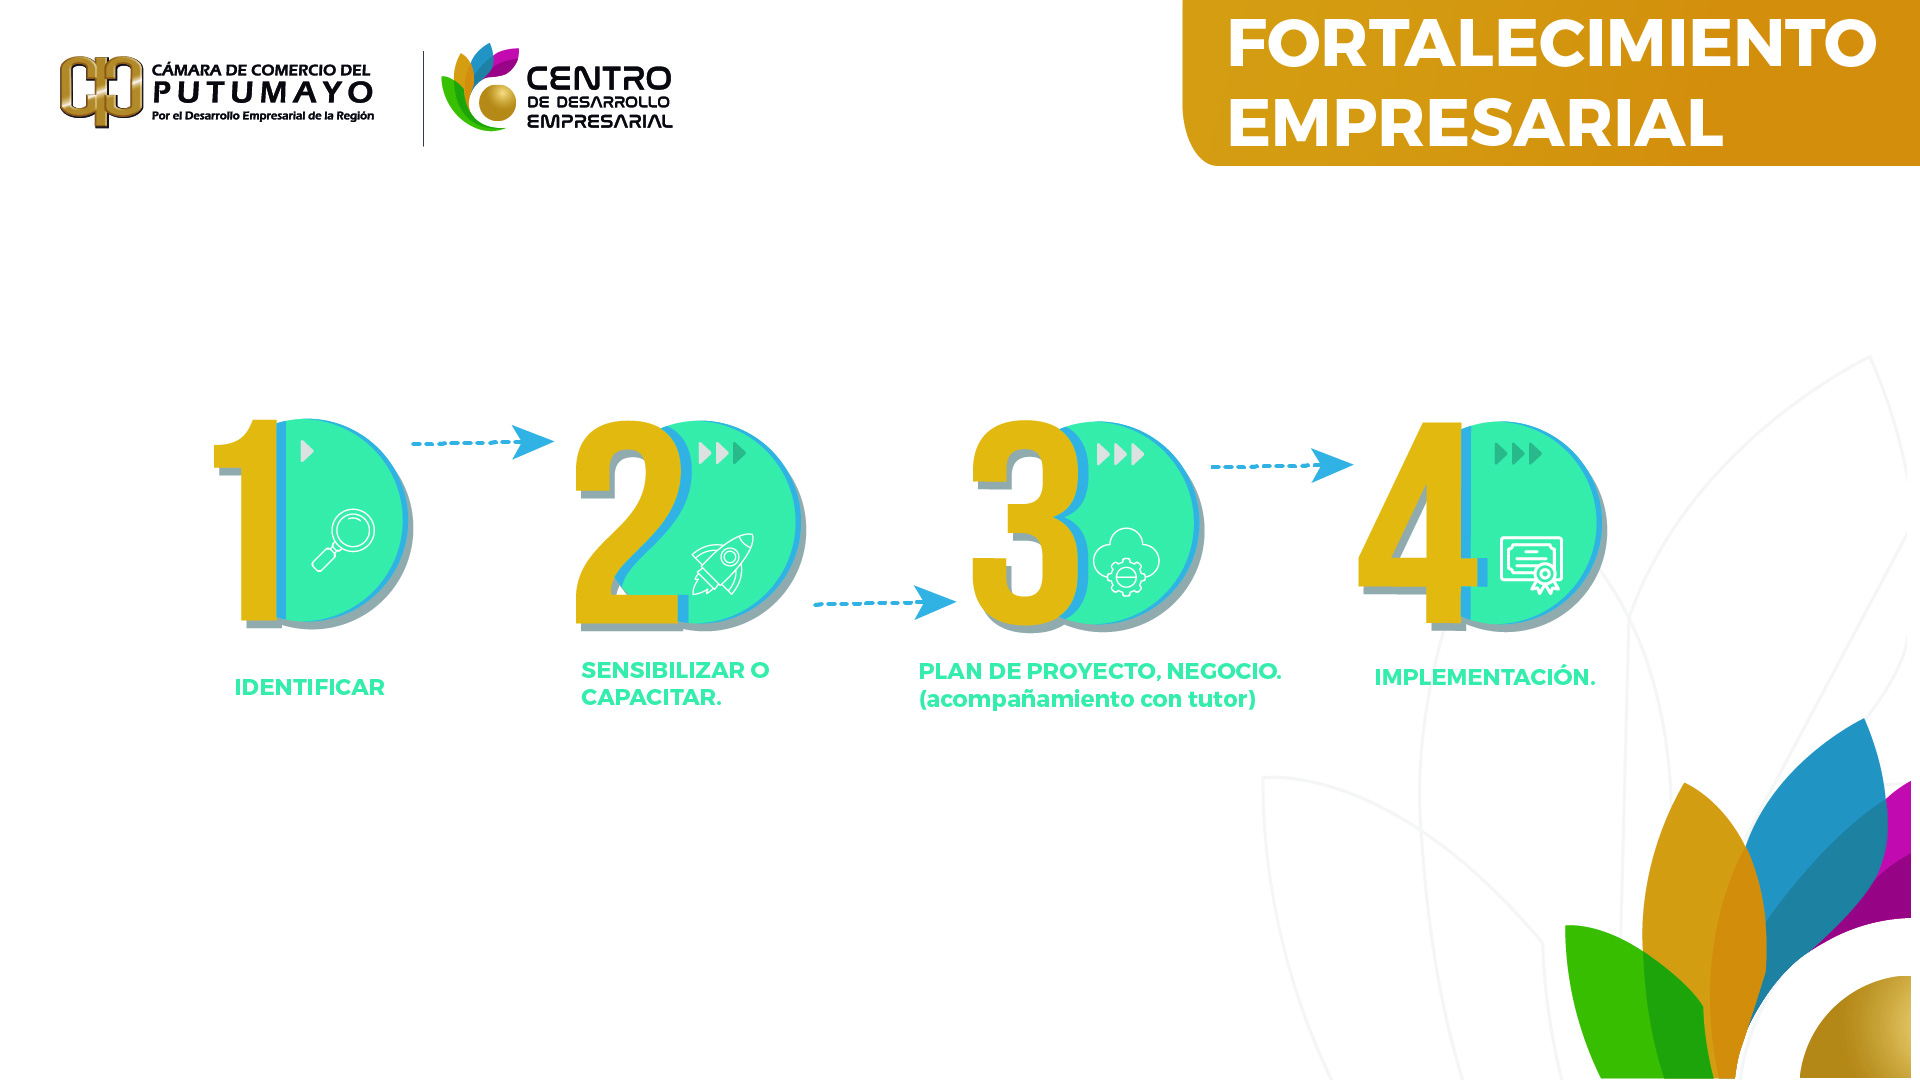 CÁMARA DE COMERCIO DEL
PUTUMAYO
Por el Desarrollo Empresarial de la Región
CENTRO
DE DESARROLLO
EMPRESARIAL
FORTALECIMIENTO
EMPRESARIAL
1
2
3
4
IDENTIFICAR
SENSIBILIZAR O
CAPACITAR.
PLAN DE PROYECTO, NEGOCIO.
(acompañamiento con tutor)
IMPLEMENTACIÓN.